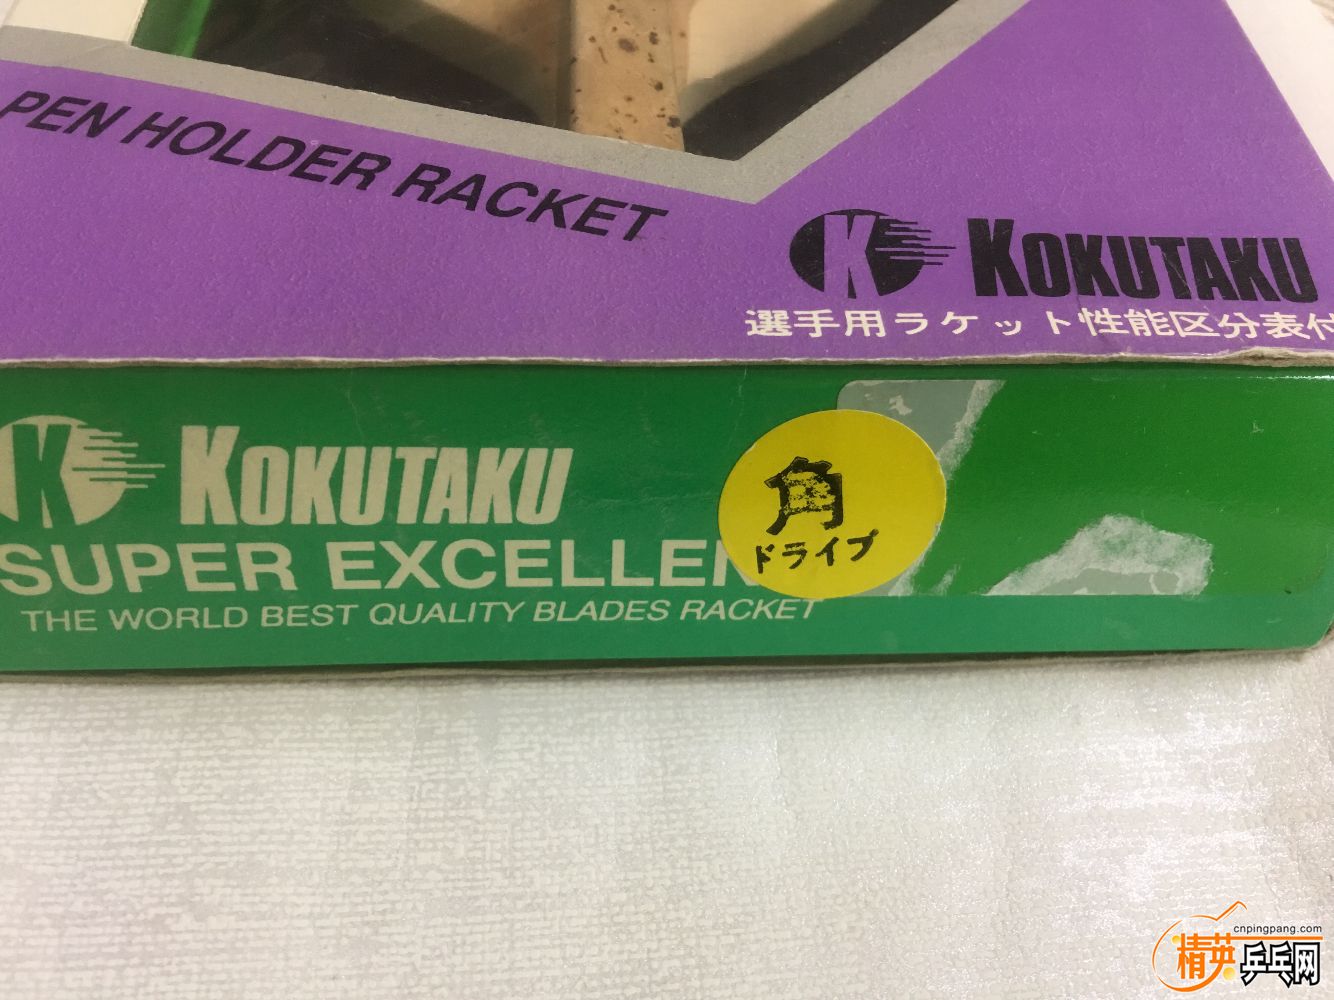 PEN HOLDER RACKET
K KOKUTAKU
選手用ラケット性能区分表付
K KOKUTAKU
SUPER EXCELLEN
角
ドライブ
THE WORLD BEST QUALITY BLADES RACKET
cnpingpang.com
精英乒乓网